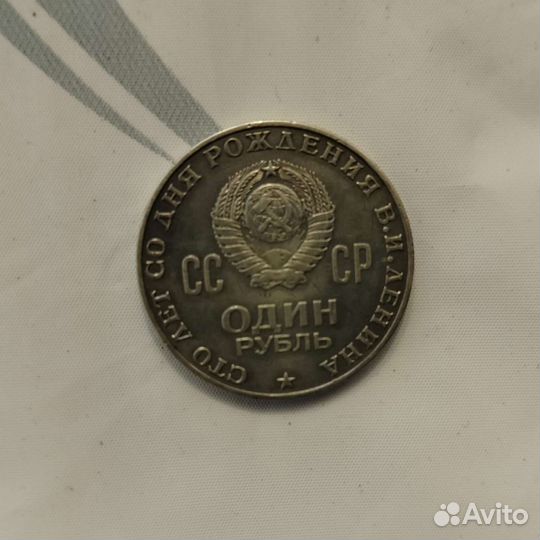 СТО ЛЕТ СО ДНЯ РОЖДЕНИЯ В.И. ЛЕНИНА
СС СР
ОДИН
РУБЛЬ
Avito